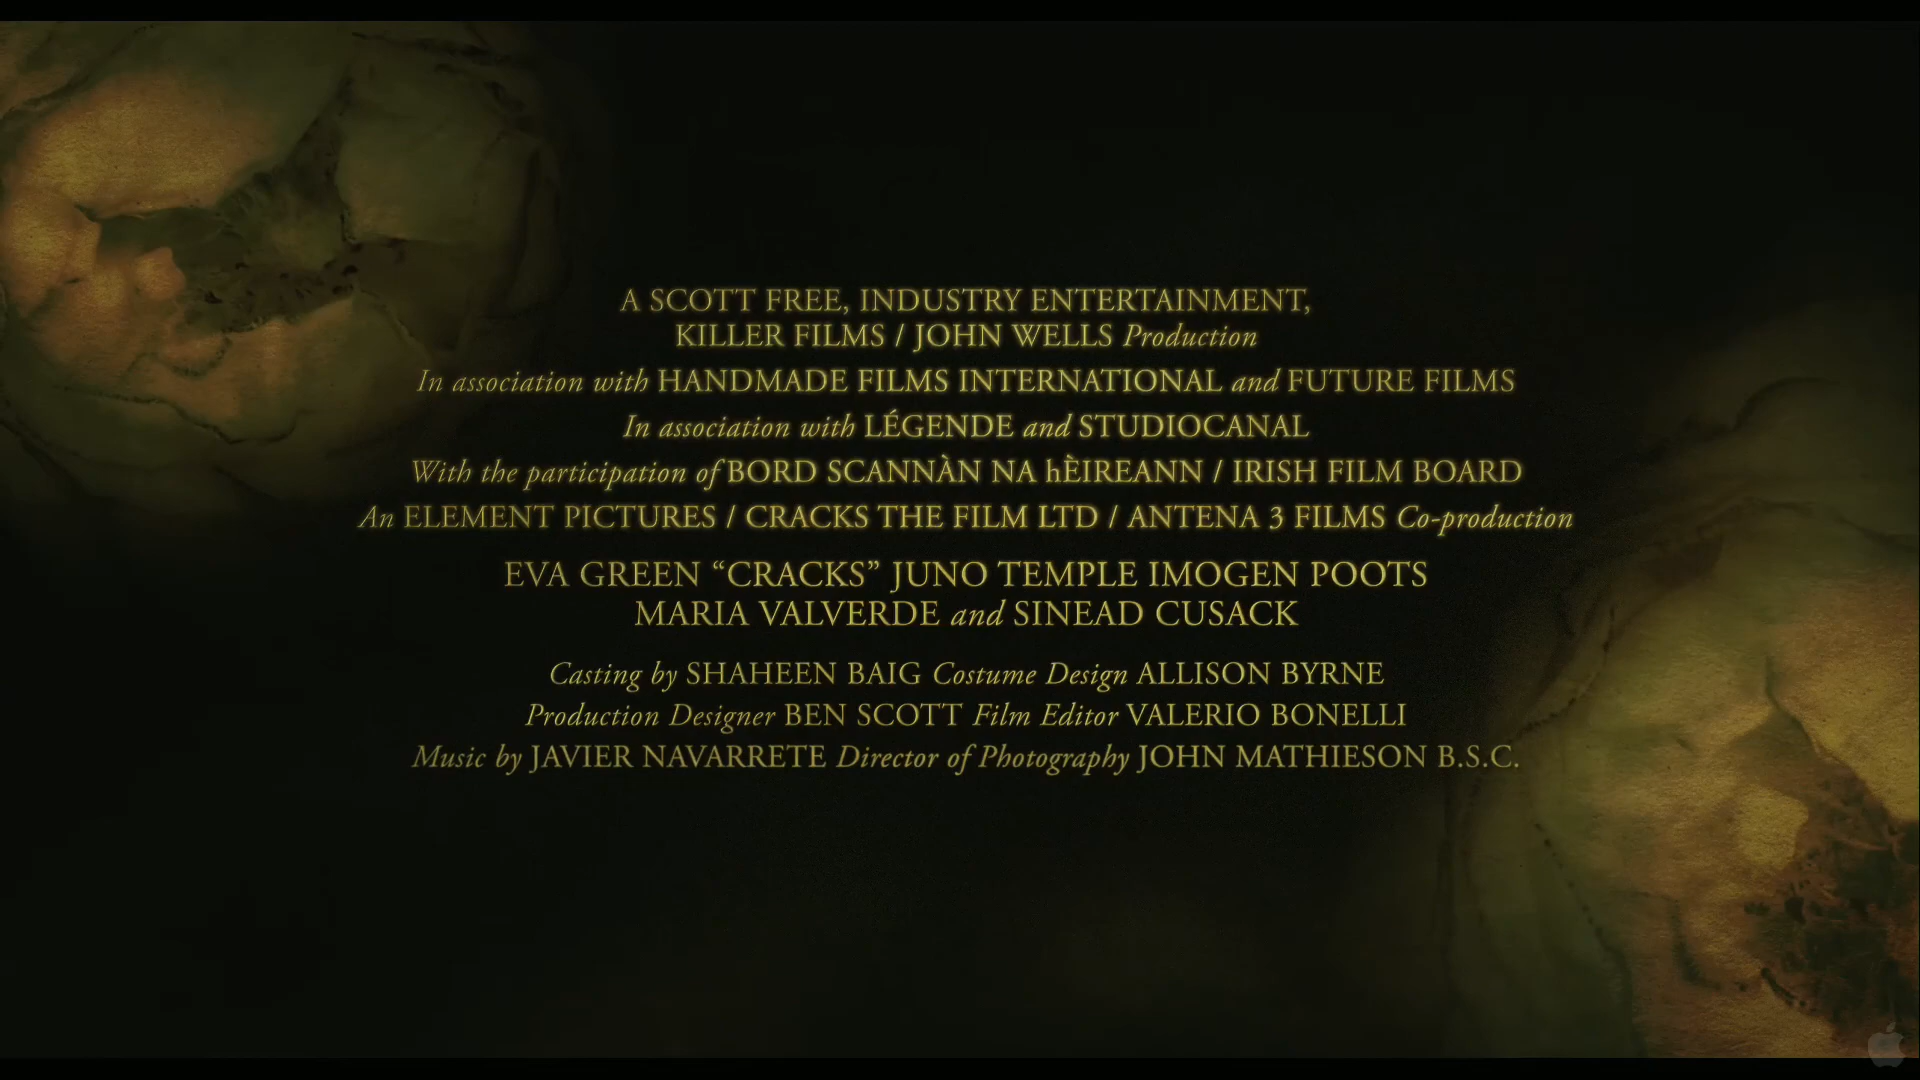 A SCOTT FREE, INDUSTRY ENTERTAINMENT,
KILLER FILMS / JOHN WELLS Production
In association with HANDMADE FILMS INTERNATIONAL and FUTURE FILMS
In association with LÉGENDE and STUDIOCANAL
With the participation of BORD SCANNÀN NA hÈIREANN / IRISH FILM BOARD
An ELEMENT PICTURES / CRACKS THE FILM LTD / ANTENA 3 FILMS Co-production
EVA GREEN “CRACKS” JUNO TEMPLE IMOGEN POOTS
MARIA VALVERDE and SINEAD CUSACK
Casting by SHAHEEN BAIG Costume Design ALLISON BYRNE
Production Designer BEN SCOTT Film Editor VALERIO BONELLI
Music by JAVIER NAVARRETE Director of Photography JOHN MATHIESON B.S.C.